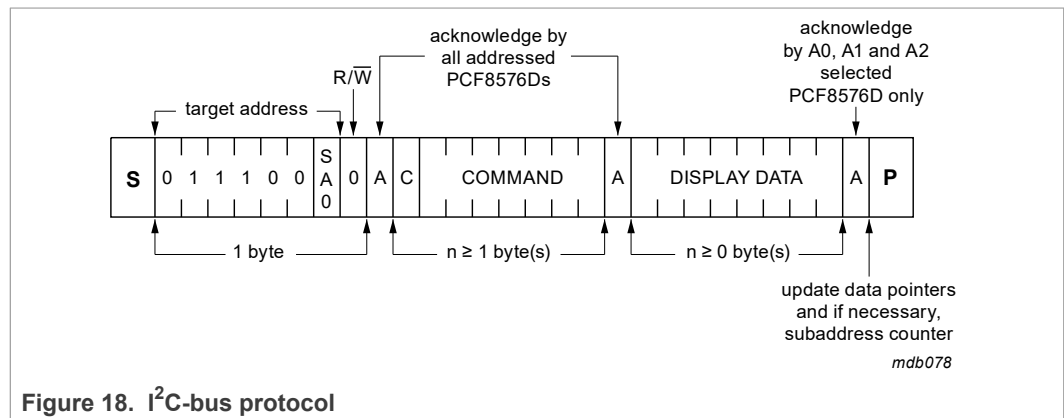 acknowledge by
all addressed
PCF8576Ds
acknowledge
by A0, A1 and A2
selected
PCF8576D only
R/W̅
target address
S 0 1 1 1 0 0 SA0 0 A C COMMAND A DISPLAY DATA A P
1 byte
n ≥ 1 byte(s)
n ≥ 0 byte(s)
update data pointers
and if necessary,
subaddress counter
mdb078
Figure 18. I²C-bus protocol